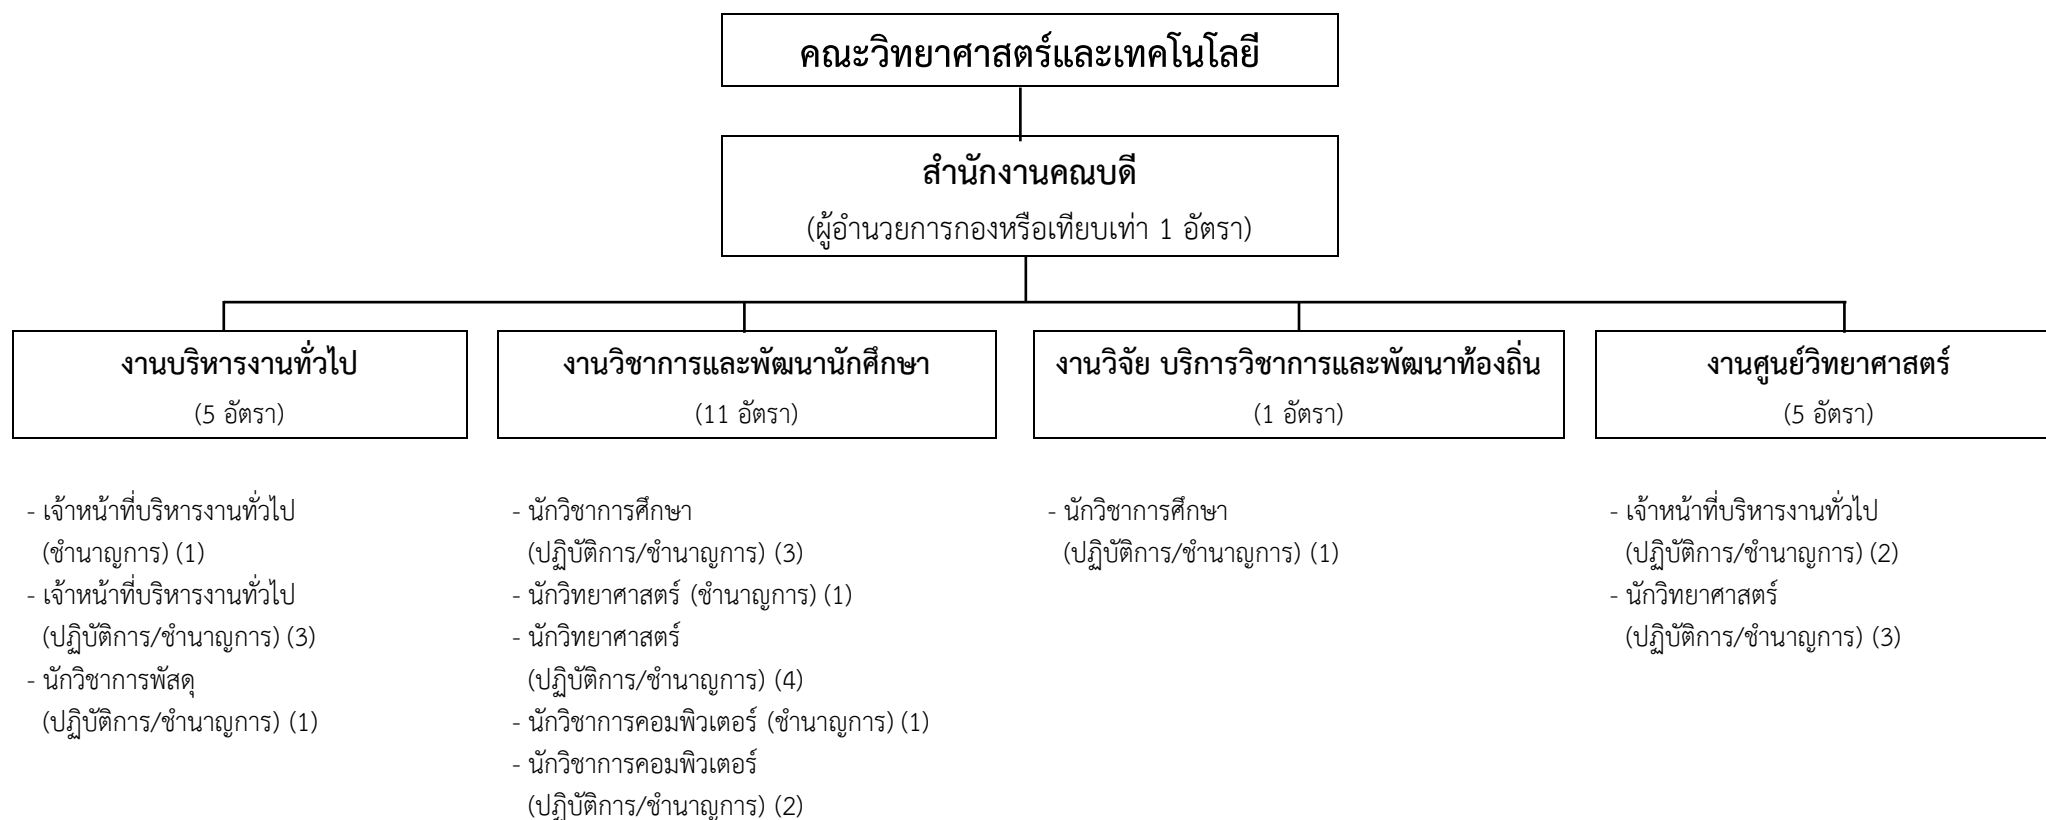 คณะวิทยาศาสตร์และเทคโนโลยี
สำนักงานคณบดี
(ผู้อำนวยการกองหรือเทียบเท่า 1 อัตรา)
งานบริหารงานทั่วไป
(5 อัตรา)
- เจ้าหน้าที่บริหารงานทั่วไป
(ชำนาญการ) (1)
- เจ้าหน้าที่บริหารงานทั่วไป
(ปฏิบัติการ/ชำนาญการ) (3)
- นักวิชาการพัสดุ
(ปฏิบัติการ/ชำนาญการ) (1)
งานวิชาการและพัฒนานักศึกษา
(11 อัตรา)
- นักวิชาการศึกษา
(ปฏิบัติการ/ชำนาญการ) (3)
- นักวิทยาศาสตร์ (ชำนาญการ) (1)
- นักวิทยาศาสตร์
(ปฏิบัติการ/ชำนาญการ) (4)
- นักวิชาการคอมพิวเตอร์ (ชำนาญการ) (1)
- นักวิชาการคอมพิวเตอร์
(ปฏิบัติการ/ชำนาญการ) (2)
งานวิจัย บริการวิชาการและพัฒนาท้องถิ่น
(1 อัตรา)
- นักวิชาการศึกษา
(ปฏิบัติการ/ชำนาญการ) (1)
งานศูนย์วิทยาศาสตร์
(5 อัตรา)
- เจ้าหน้าที่บริหารงานทั่วไป
(ปฏิบัติการ/ชำนาญการ) (2)
- นักวิทยาศาสตร์
(ปฏิบัติการ/ชำนาญการ) (3)